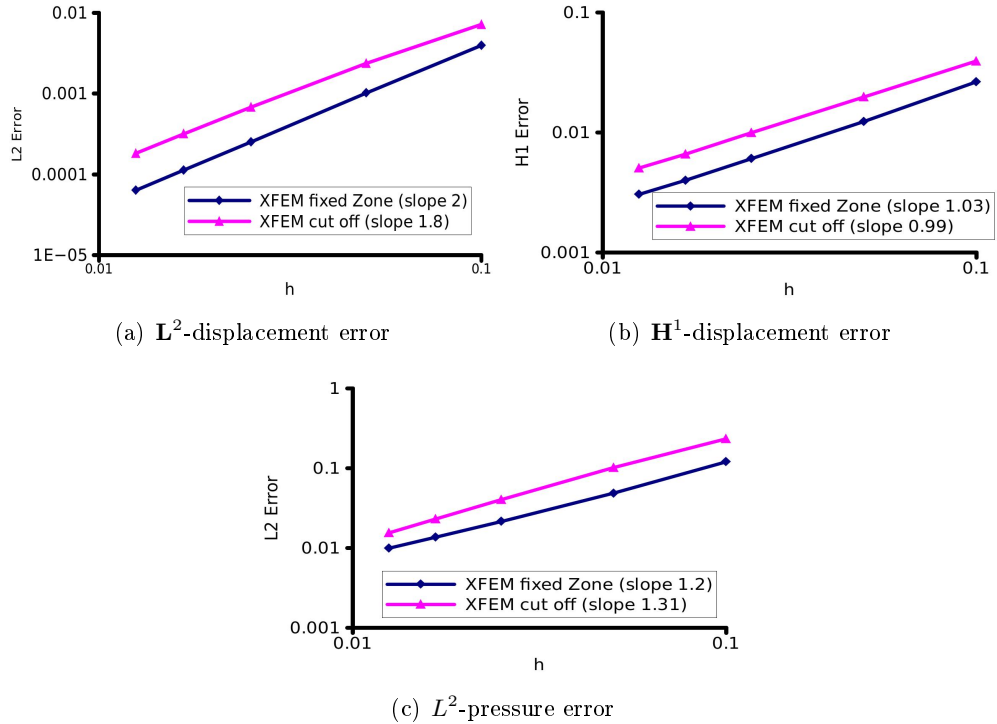 0.01
0.001
0.0001
1E−05
L2 Error
0.01
0.1
h
XFEM fixed Zone (slope 2)
XFEM cut off (slope 1.8)
(a) L²-displacement error
0.1
0.01
0.001
H1 Error
0.01
0.1
h
XFEM fixed Zone (slope 1.03)
XFEM cut off (slope 0.99)
(b) H¹-displacement error
1
0.1
0.01
0.001
L2 Error
0.01
0.1
h
XFEM fixed Zone (slope 1.2)
XFEM cut off (slope 1.31)
(c) L²-pressure error